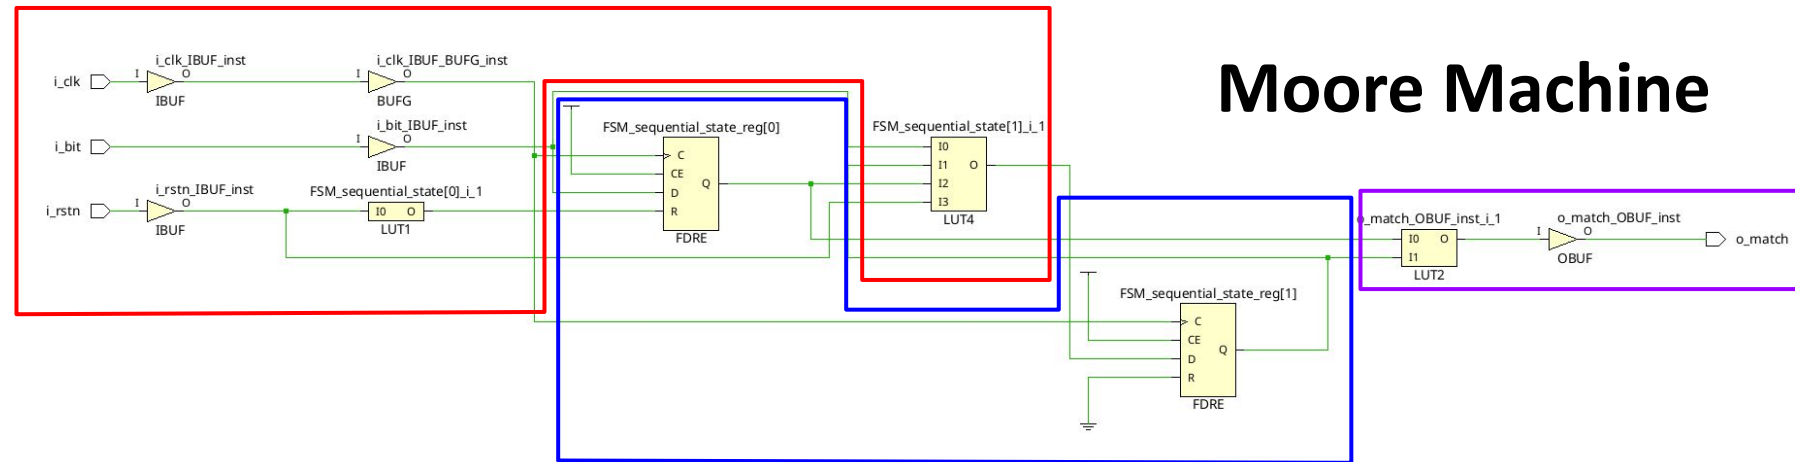 Moore Machine
i_clk
I
i_clk_IBUF_inst
O
IBUF
I
i_clk_IBUF_BUFG_inst
O
BUFG
i_bit
I
i_bit_IBUF_inst
O
IBUF
i_rstn
I
i_rstn_IBUF_inst
O
IBUF
FSM_sequential_state[0]_i_1
I0 O
LUT1
FSM_sequential_state_reg[0]
C
CE
D
R
Q
FDRE
FSM_sequential_state[1]_i_1
I0
I1
I2
I3
O
LUT4
FSM_sequential_state_reg[1]
C
CE
D
R
Q
FDRE
o_match_OBUF_inst_i_1
I0 O
I1
LUT2
I
o_match_OBUF_inst
O
OBUF
o_match